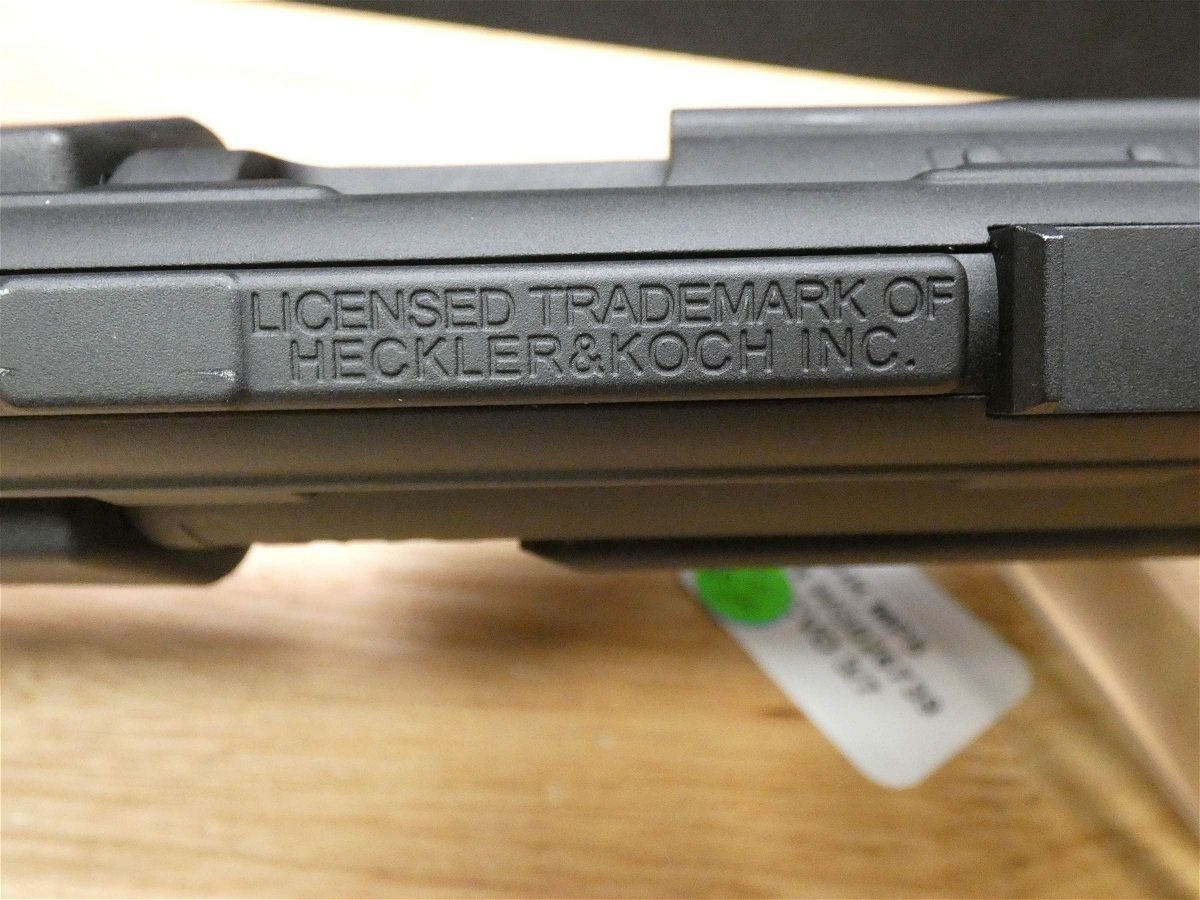 LICENSED TRADEMARK OF
HECKLER&KOCH INC.